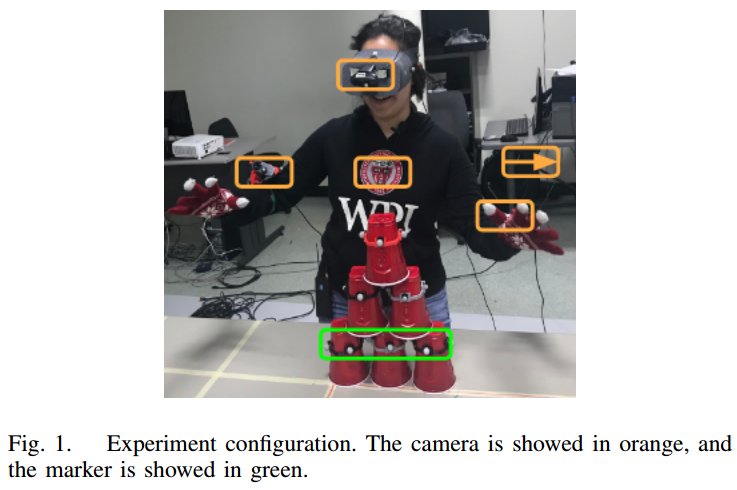 WPI
Fig. 1. Experiment configuration. The camera is showed in orange, and
the marker is showed in green.